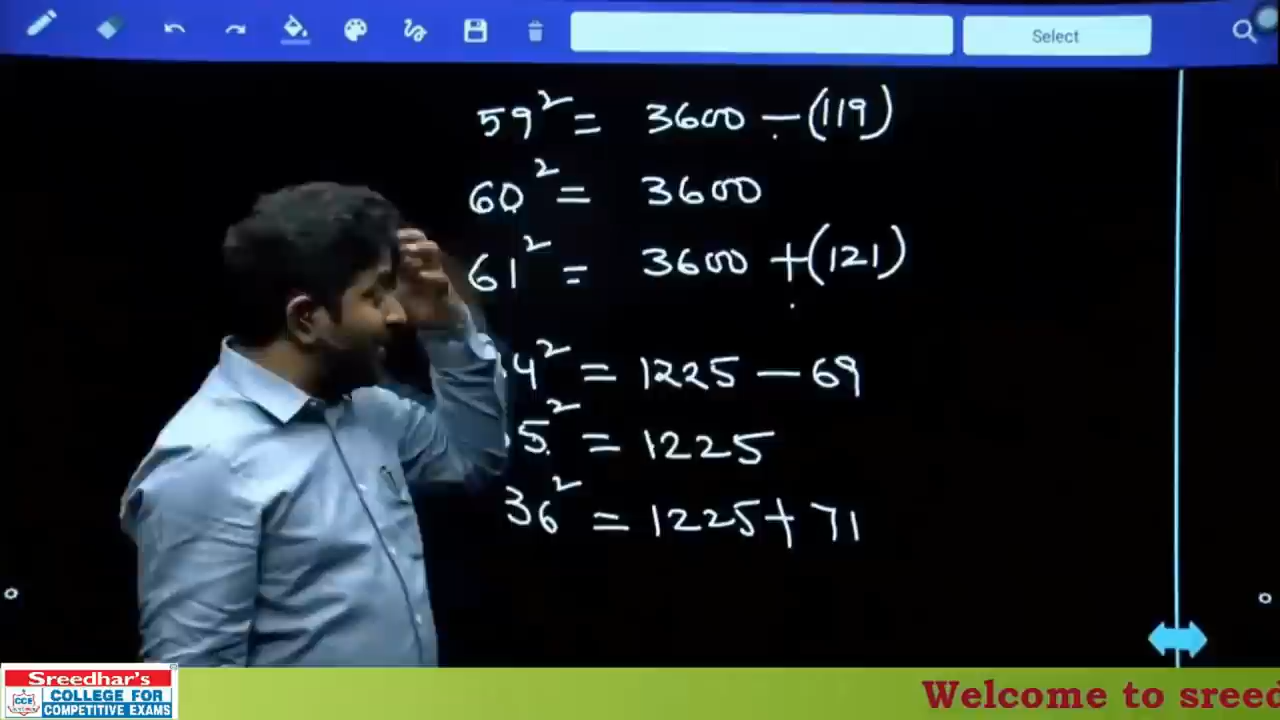 Select
59² = 3600 - (119)
60² = 3600
61² = 3600 + (121)
4² = 1225 - 69
5² = 1225
36² = 1225 + 71
Sreedhar's
CCE
COLLEGE FOR
COMPETITIVE EXAMS
Welcome to sreed